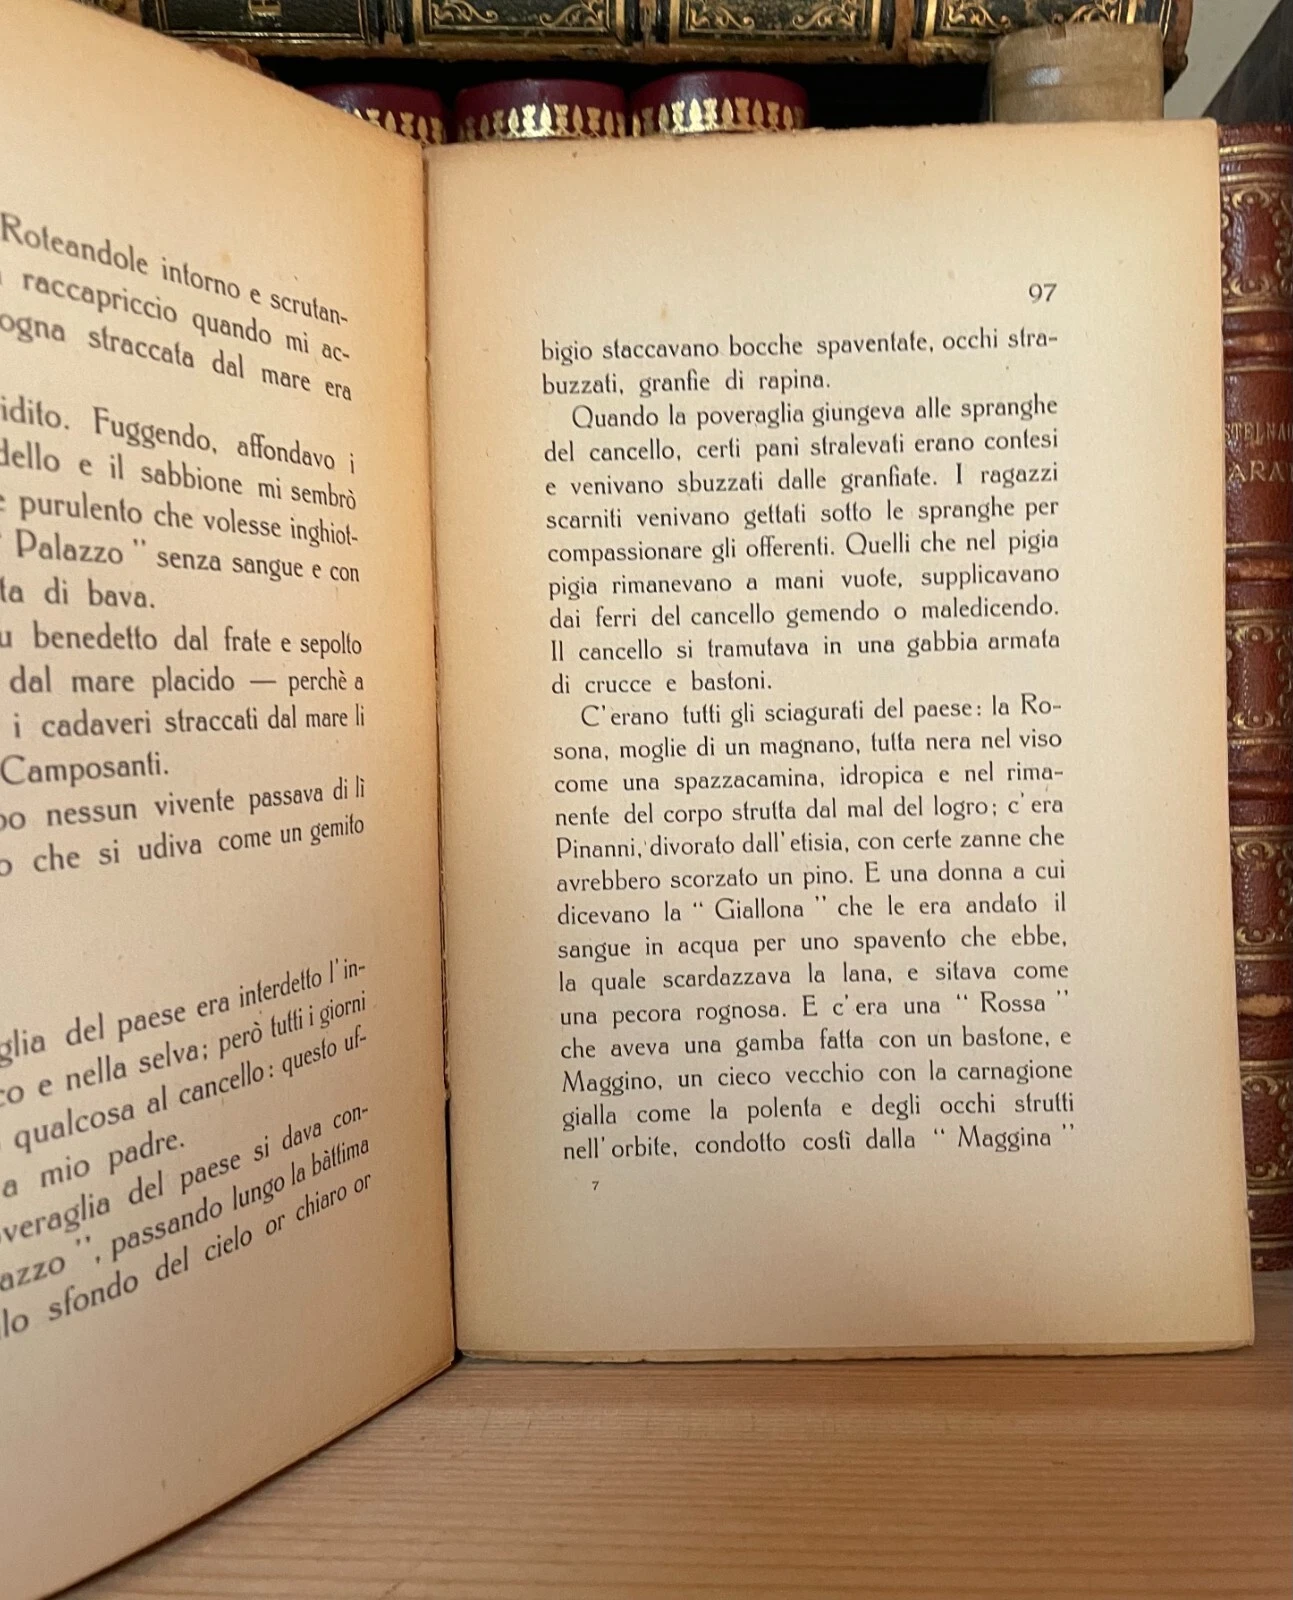 Roteandole intorno e scrutan-
raccapriccio quando mi ac-
ogna straccata dal mare era
idito. Fuggendo, affondavo i
dello e il sabbione mi sembrò
e purulento che volesse inghiot-
Palazzo " senza sangue e con
ta di bava.
u benedetto dal frate e sepolto
dal mare placido — perchè a
i cadaveri straccati dal mare li
Camposanti.
po nessun vivente passava di lì
o che si udiva come un gemito
glia del paese era interdetto l'in-
co e nella selva; però tutti i giorni
qualcosa al cancello: questo uf-
a mio padre.
overaglia del paese si dava con-
azzo ", passando lungo la bàttima
lo sfondo del cielo or chiaro or
97
bigio staccavano bocche spaventate, occhi stra-
buzzati, granfie di rapina.
Quando la poveraglia giungeva alle spranghe
del cancello, certi pani stralevati erano contesi
e venivano sbuzzati dalle granfiate. I ragazzi
scarniti venivano gettati sotto le spranghe per
compassionare gli offerenti. Quelli che nel pigia
pigia rimanevano a mani vuote, supplicavano
dai ferri del cancello gemendo o maledicendo.
Il cancello si tramutava in una gabbia armata
di crucce e bastoni.
C'erano tutti gli sciagurati del paese: la Ro-
sona, moglie di un magnano, tutta nera nel viso
come una spazzacamina, idropica e nel rima-
nente del corpo strutta dal mal del logro; c'era
Pinanni, divorato dall'etisia, con certe zanne che
avrebbero scorzato un pino. E una donna a cui
dicevano la " Giallona " che le era andato il
sangue in acqua per uno spavento che ebbe,
la quale scardazzava la lana, e sitava come
una pecora rognosa. E c'era una " Rossa "
che aveva una gamba fatta con un bastone, e
Maggino, un cieco vecchio con la carnagione
gialla come la polenta e degli occhi strutti
nell'orbite, condotto costì dalla " Maggina "
7